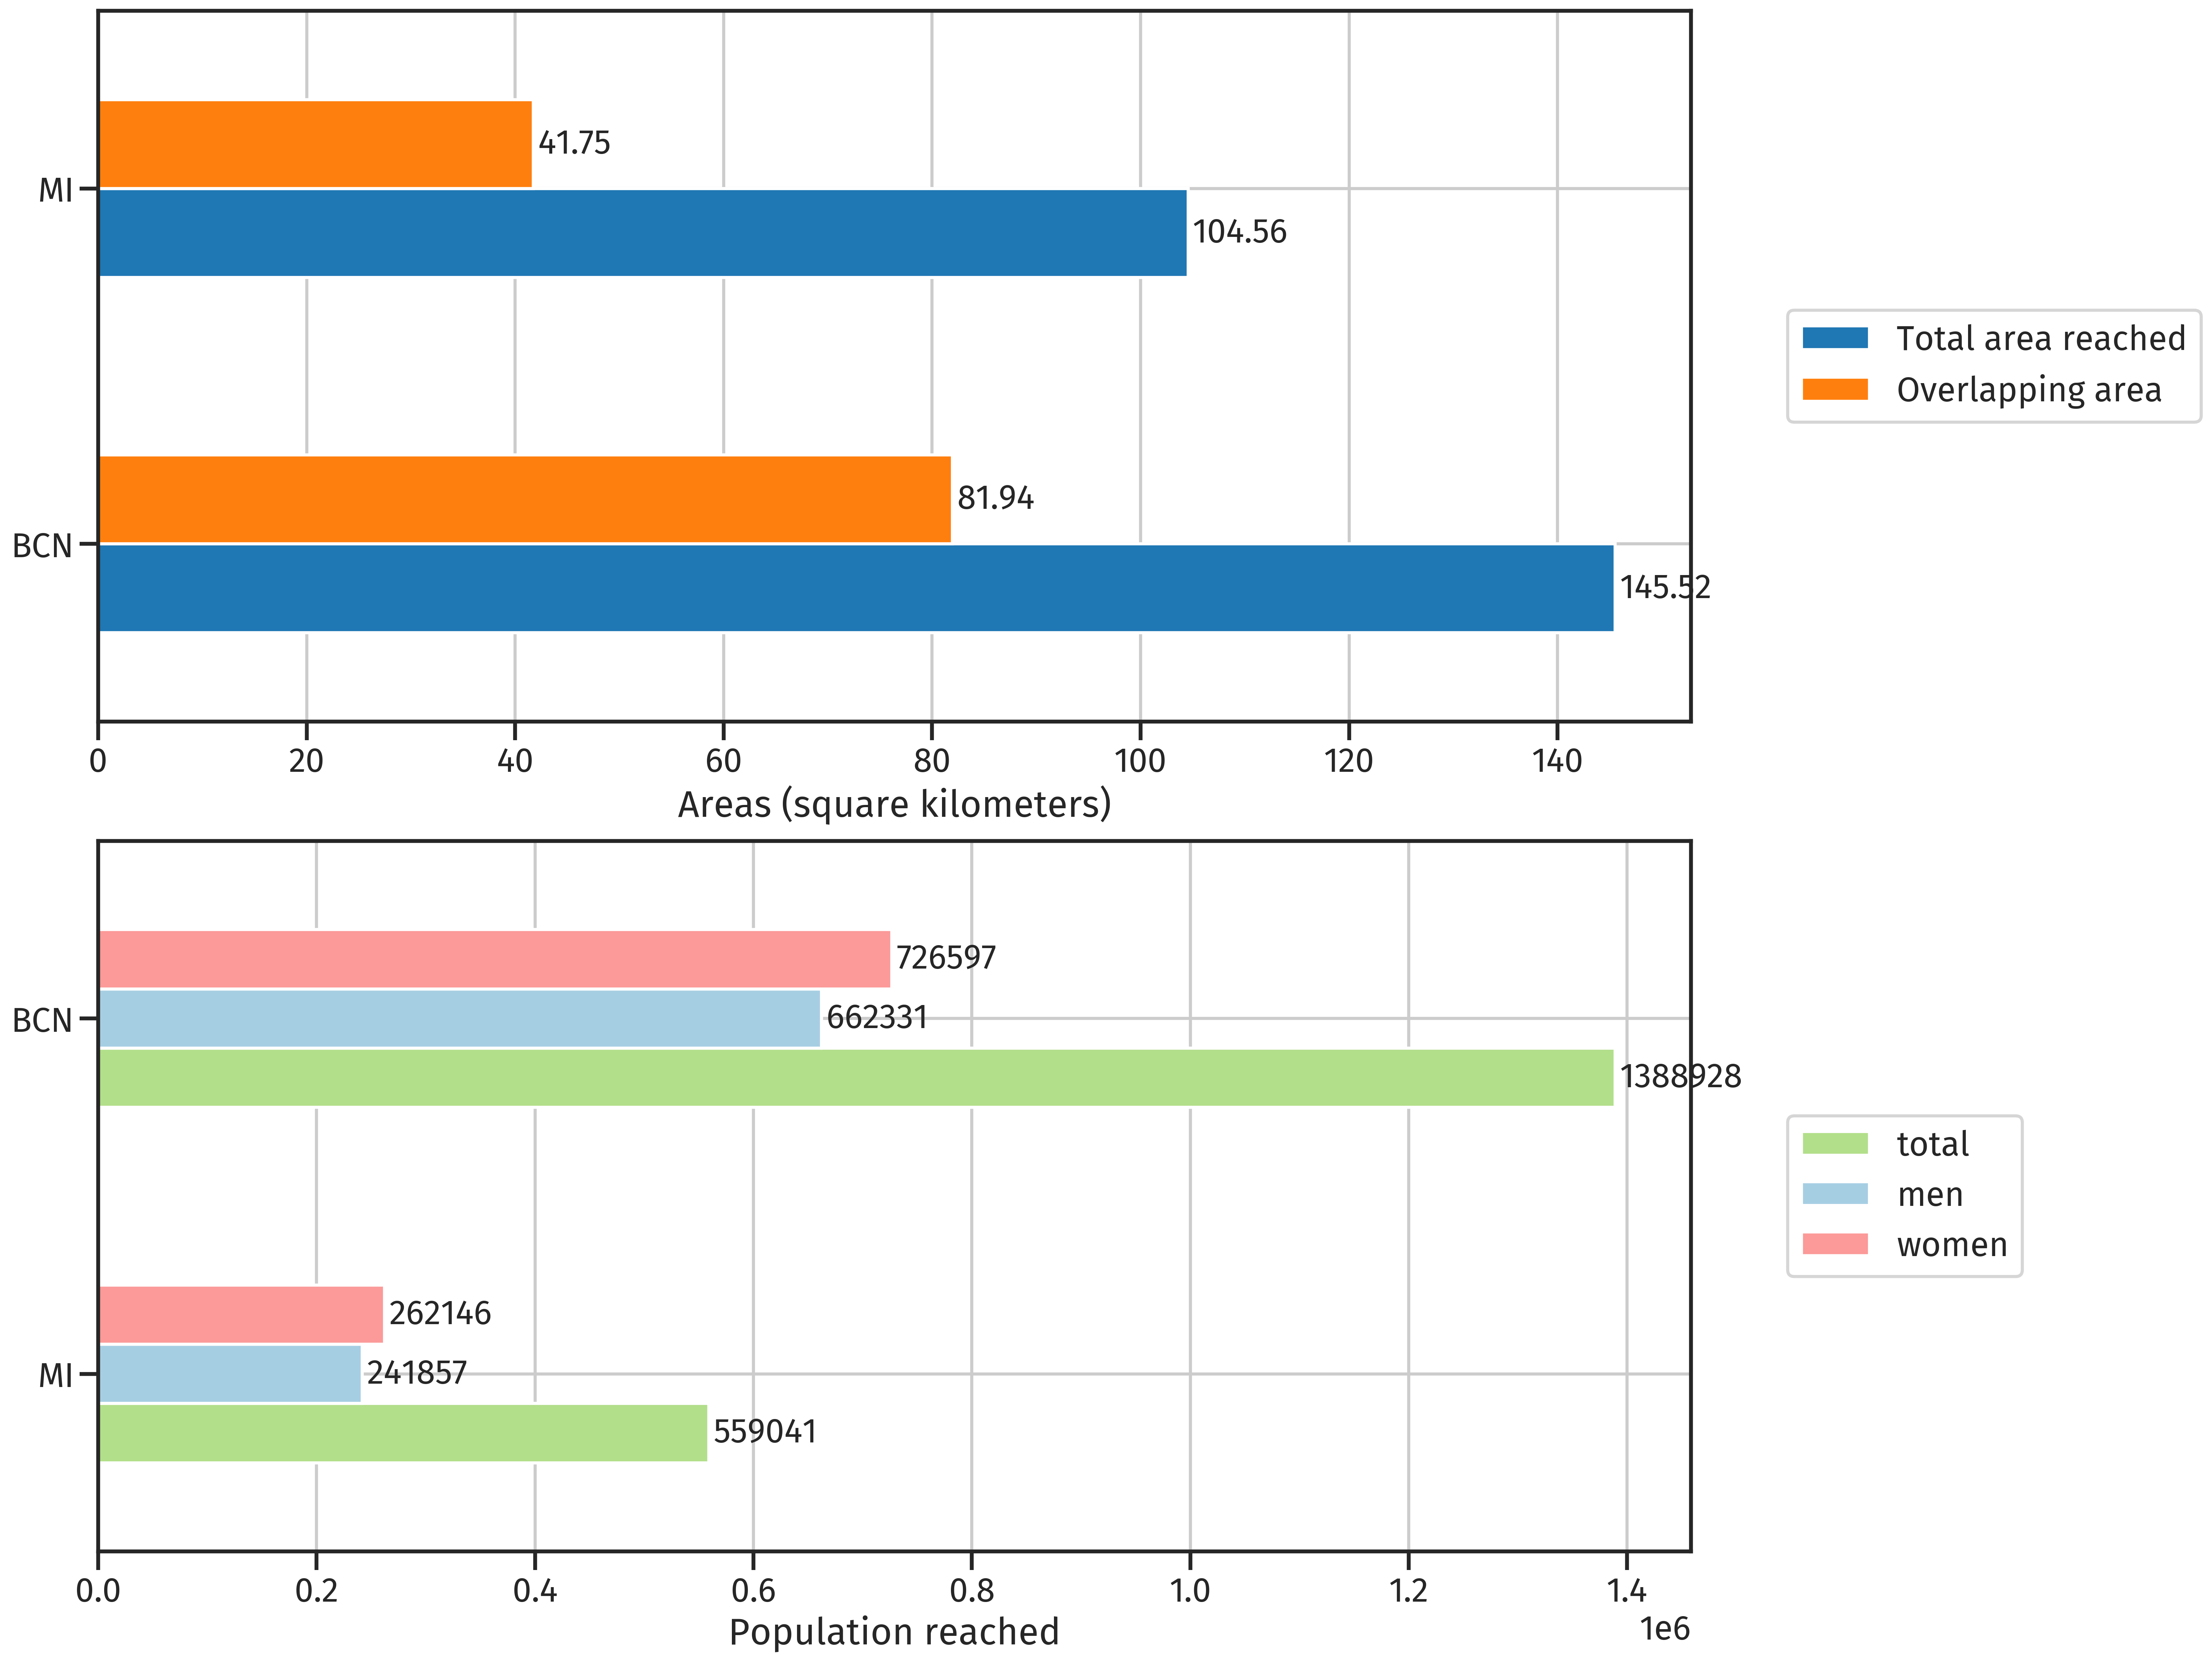 41.75
MI
104.56
Total area reached
Overlapping area
81.94
BCN
145.52
0 20 40 60 80 100 120 140
Areas (square kilometers)
726597
BCN
662331
1388928
total
men
women
262146
MI
241857
559041
0.0 0.2 0.4 0.6 0.8 1.0 1.2 1.4
1e6
Population reached